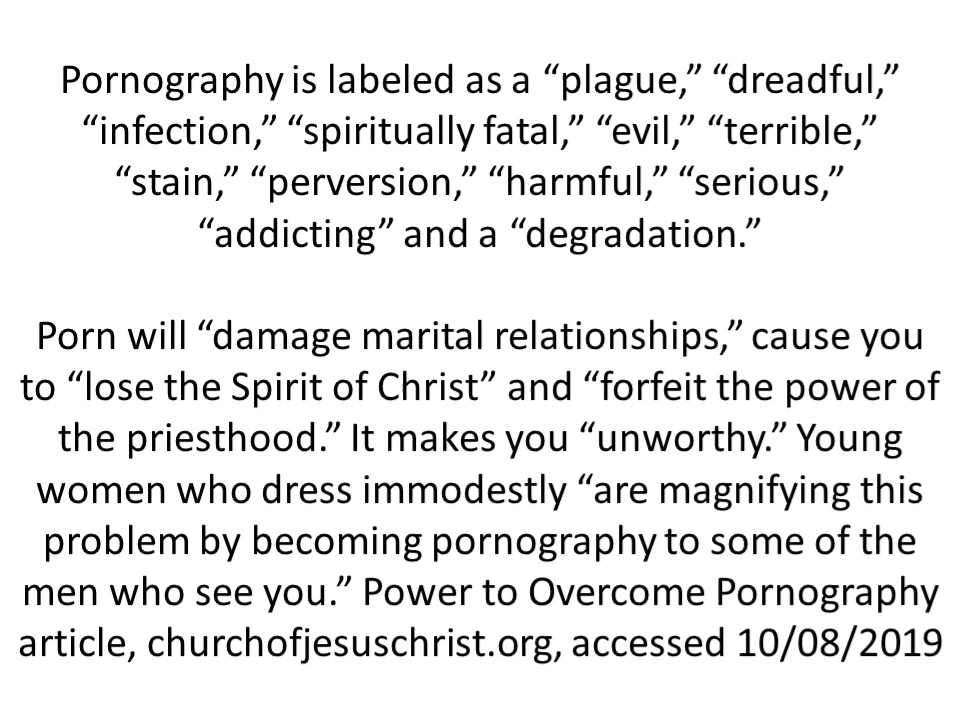 Pornography is labeled as a “plague,” “dreadful,”
“infection,” “spiritually fatal,” “evil,” “terrible,”
“stain,” “perversion,” “harmful,” “serious,”
“addicting” and a “degradation.”
Porn will “damage marital relationships,” cause you
to “lose the Spirit of Christ” and “forfeit the power of
the priesthood.” It makes you “unworthy.” Young
women who dress immodestly “are magnifying this
problem by becoming pornography to some of the
men who see you.” Power to Overcome Pornography
article, churchofjesuschrist.org, accessed 10/08/2019